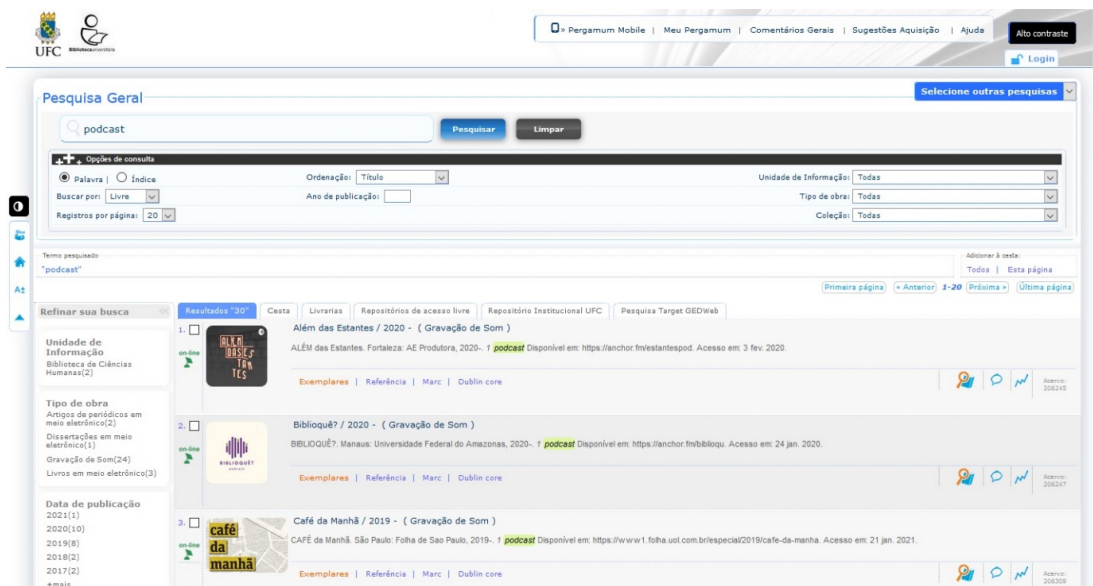 UFC
Biblioteca universitária
» Pergamum Mobile | Meu Pergamum | Comentários Gerais | Sugestões Aquisição | Ajuda
Alto contraste
Login
Pesquisa Geral
Selecione outras pesquisas
podcast
Pesquisar
Limpar
Opções de consulta
Palavra | Índice
Ordenação: Título
Unidade de Informação: Todas
Buscar por: Livre
Ano de publicação:
Tipo de obra: Todas
Registros por página: 20
Coleção: Todas
Termo pesquisado
"podcast"
Adicionar à cesta:
Todos | Esta página
Primeira página « Anterior 1-20 Próxima » Última página
Refinar sua busca
Resultados "30" Cesta Livrarias Repositórios de acesso livre Repositório Institucional UFC Pesquisa Target GEDWeb
Unidade de
Informação
Biblioteca de Ciências
Humanas(2)
Tipo de obra
Artigos de periódicos em
meio eletrônico(2)
Dissertações em meio
eletrônico(1)
Gravação de Som(24)
Livros em meio eletrônico(3)
Data de publicação
2021(1)
2020(10)
2019(8)
2018(2)
2017(2)
+mais
1.
on-line
ALÉM
DAS ES
TAN
TES
Além das Estantes / 2020 - ( Gravação de Som )
ALÉM das Estantes. Fortaleza: AE Produtora, 2020-. 1 podcast Disponível em: https://anchor.fm/estantespod. Acesso em: 3 fev. 2020.
Exemplares | Referência | Marc | Dublin core
Acervo:
206245
2.
on-line
BIBLIOQUÊ?
podcast
Biblioquê? / 2020 - ( Gravação de Som )
BIBLIOQUÊ?. Manaus: Universidade Federal do Amazonas, 2020-. 1 podcast Disponível em: https://anchor.fm/biblioqu. Acesso em: 24 jan. 2020.
Exemplares | Referência | Marc | Dublin core
Acervo:
206247
3.
on-line
café
da
manhã
Café da Manhã / 2019 - ( Gravação de Som )
CAFÉ da Manhã. São Paulo: Folha de Sao Paulo, 2019-. 1 podcast Disponível em: https://www1.folha.uol.com.br/especial/2019/cafe-da-manha. Acesso em: 21 jan. 2021.
Exemplares | Referência | Marc | Dublin core
Acervo:
206306